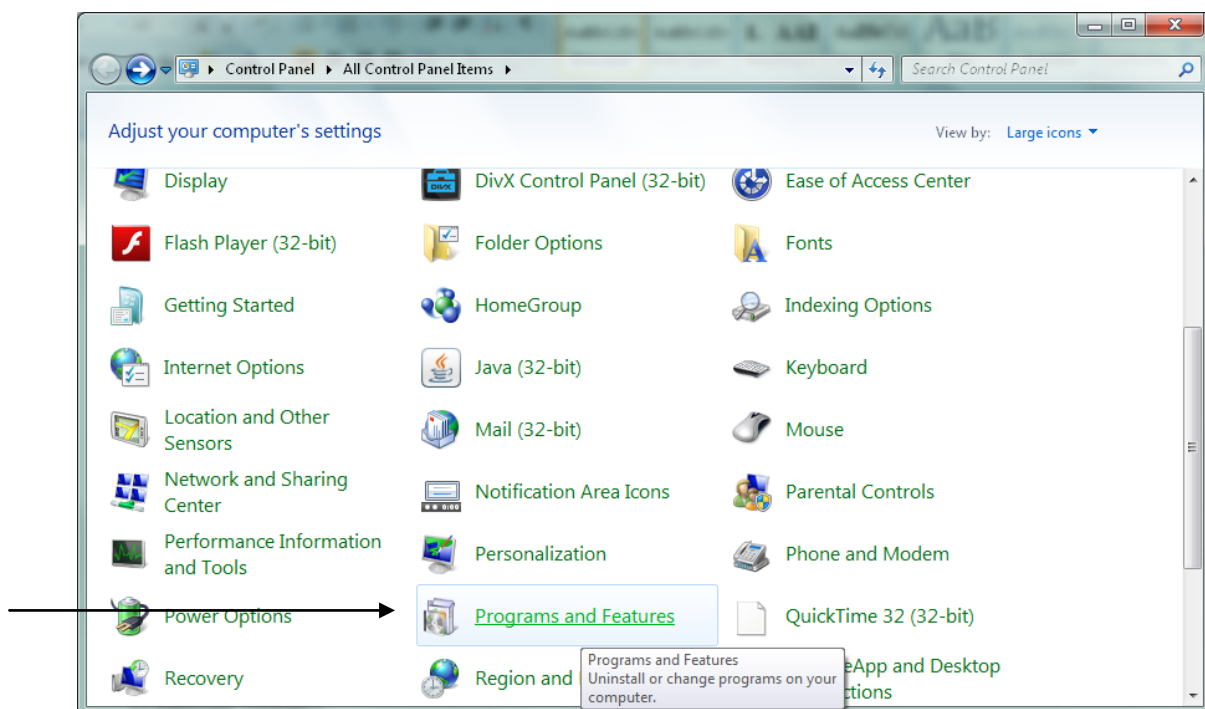 Control Panel All Control Panel Items
Search Control Panel
Adjust your computer's settings
View by: Large icons
Display
DivX Control Panel (32-bit)
Ease of Access Center
Flash Player (32-bit)
Folder Options
Fonts
Getting Started
HomeGroup
Indexing Options
Internet Options
Java (32-bit)
Keyboard
Location and Other
Sensors
Mail (32-bit)
Mouse
Network and Sharing
Center
Notification Area Icons
Parental Controls
Performance Information
and Tools
Personalization
Phone and Modem
Power Options
Programs and Features
QuickTime 32 (32-bit)
Recovery
Region and
Programs and Features
Uninstall or change programs on your
computer.
eApp and Desktop
ctions